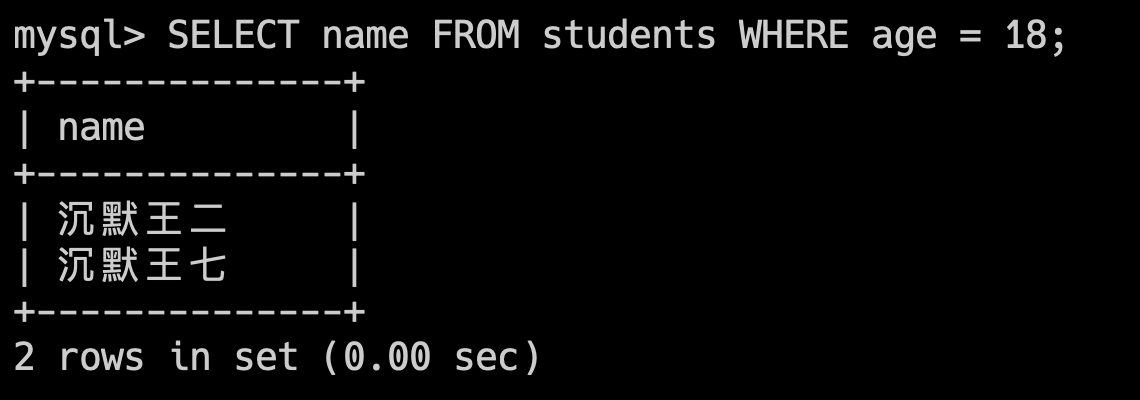 mysql> SELECT name FROM students WHERE age = 18;
+--------------+
| name         |
+--------------+
| 沉默王二     |
| 沉默王七     |
+--------------+
2 rows in set (0.00 sec)